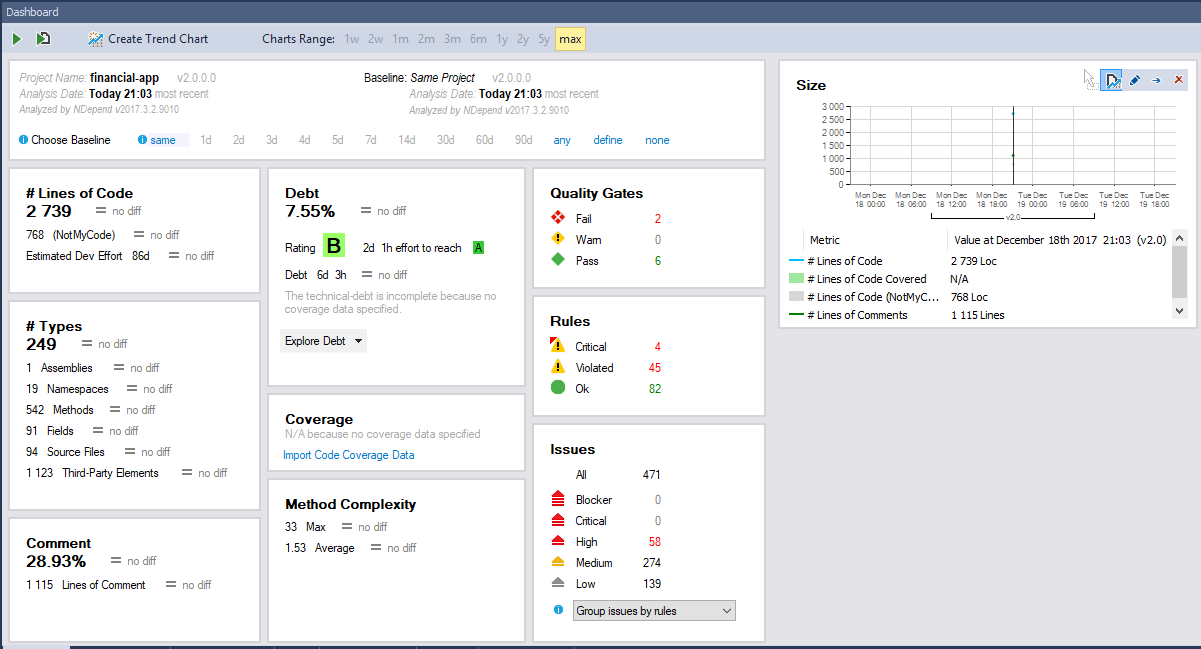 Dashboard
Create Trend Chart Charts Range: 1w 2w 1m 2m 3m 6m 1y 2y 5y max
Project Name: financial-app v2.0.0.0 Baseline: Same Project v2.0.0.0
Analysis Date: Today 21:03 most recent Analysis Date: Today 21:03 most recent
Analyzed by NDepend v2017.3.2.9010 Analyzed by NDepend v2017.3.2.9010
Choose Baseline same 1d 2d 3d 4d 5d 7d 14d 30d 60d 90d any define none
# Lines of Code
2 739 no diff
768 (NotMyCode) no diff
Estimated Dev Effort 86d no diff
# Types
249 no diff
1 Assemblies no diff
19 Namespaces no diff
542 Methods no diff
91 Fields no diff
94 Source Files no diff
1 123 Third-Party Elements no diff
Comment
28.93% no diff
1 115 Lines of Comment no diff
Debt
7.55% no diff
Rating B 2d 1h effort to reach A
Debt 6d 3h no diff
The technical-debt is incomplete because no
coverage data specified.
Explore Debt
Coverage
N/A because no coverage data specified
Import Code Coverage Data
Method Complexity
33 Max no diff
1.53 Average no diff
Quality Gates
Fail 2
Warn 0
Pass 6
Rules
Critical 4
Violated 45
Ok 82
Issues
All 471
Blocker 0
Critical 0
High 58
Medium 274
Low 139
Group issues by rules
Size
3 000
2 500
2 000
1 500
1 000
500
0
Mon Dec Mon Dec Mon Dec Mon Dec Tue Dec Tue Dec Tue Dec Tue Dec
18 00:00 18 06:00 18 12:00 18 18:00 19 00:00 19 06:00 19 12:00 19 18:00
v2.0
Metric Value at December 18th 2017 21:03 (v2.0)
# Lines of Code 2 739 Loc
# Lines of Code Covered N/A
# Lines of Code (NotMyC... 768 Loc
# Lines of Comments 1 115 Lines